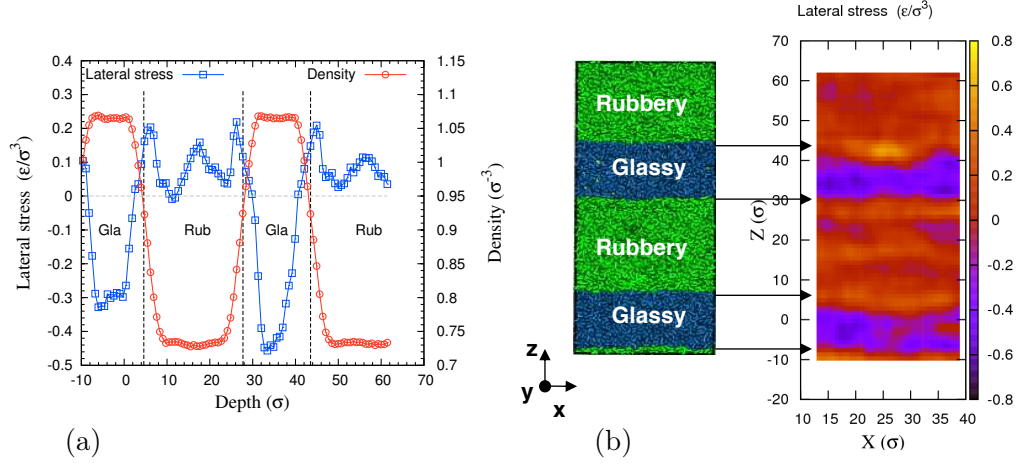 Lateral stress (ε/σ³)
0.4
0.3
0.2
0.1
0
-0.1
-0.2
-0.3
-0.4
-0.5
Lateral stress
Density
Gla
Rub
Gla
Rub
1.15
1.1
1.05
1
0.95
0.9
0.85
0.8
0.75
0.7
Density (σ⁻³)
-10 0 10 20 30 40 50 60 70
Depth (σ)
(a)
Rubbery
Glassy
Rubbery
Glassy
z
y
x
(b)
Lateral stress (ε/σ³)
70
60
50
40
30
20
10
0
-10
-20
Z (σ)
10 15 20 25 30 35 40
X (σ)
0.8
0.6
0.4
0.2
0
-0.2
-0.4
-0.6
-0.8